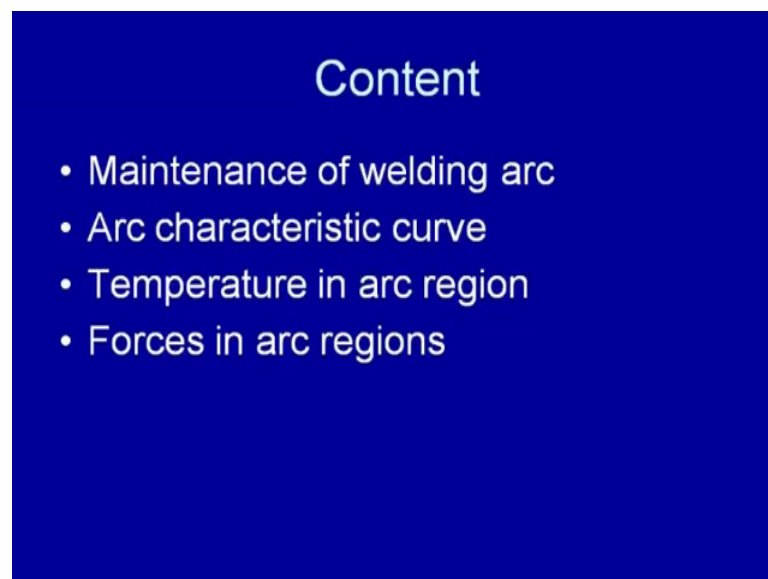 Content
• Maintenance of welding arc
• Arc characteristic curve
• Temperature in arc region
• Forces in arc regions